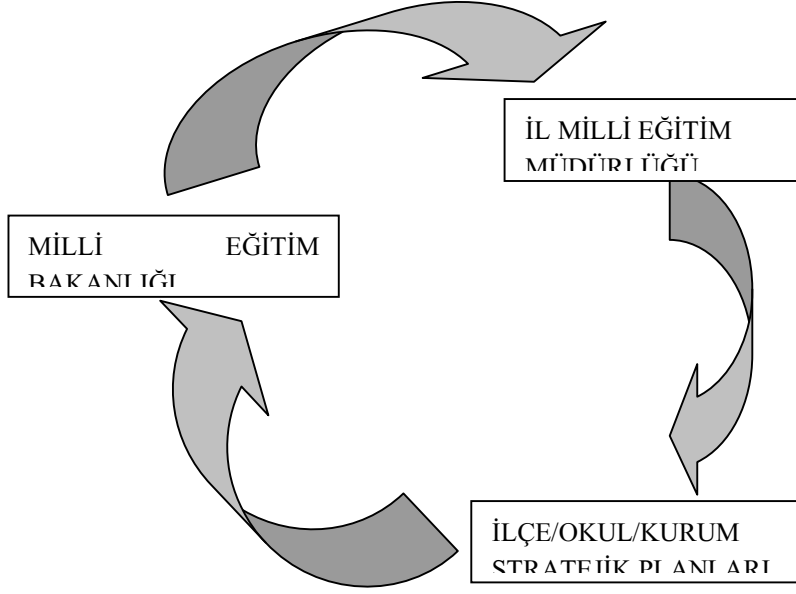 İL MİLLİ EĞİTİM
MÜDÜRLÜĞÜ
MİLLİ EĞİTİM
BAKANLIĞI
İLÇE/OKUL/KURUM
STRATEJİK PLANLARI